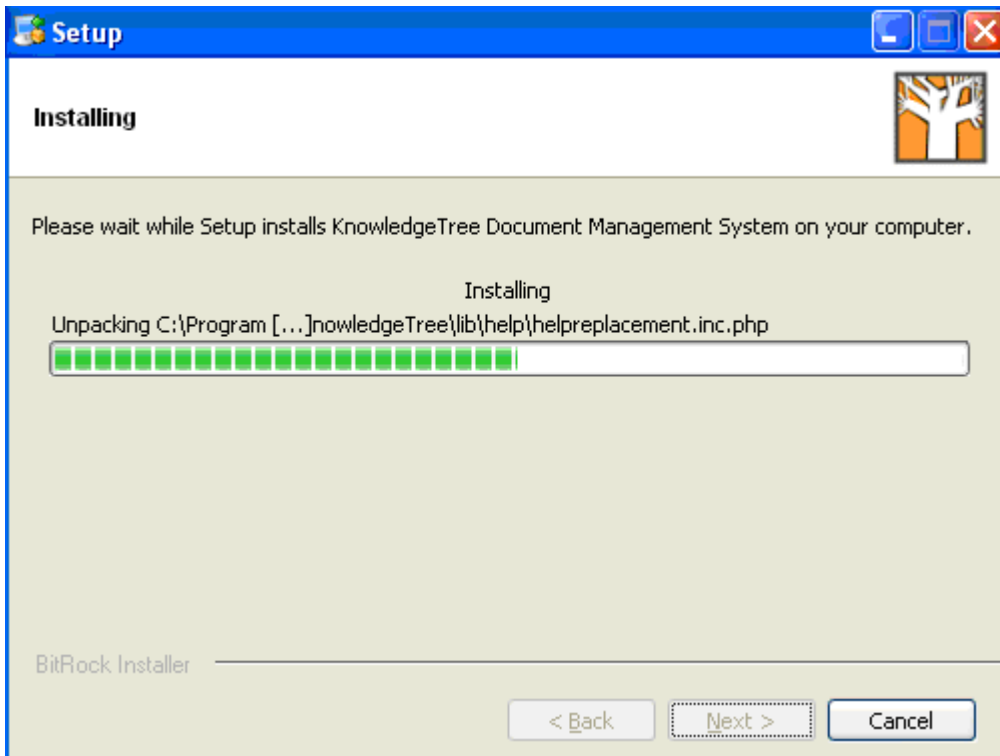 Setup
Installing
Please wait while Setup installs KnowledgeTree Document Management System on your computer.
Installing
Unpacking C:\Program [...]nowledgeTree\lib\help\helpreplacement.inc.php
BitRock Installer
< Back Next > Cancel